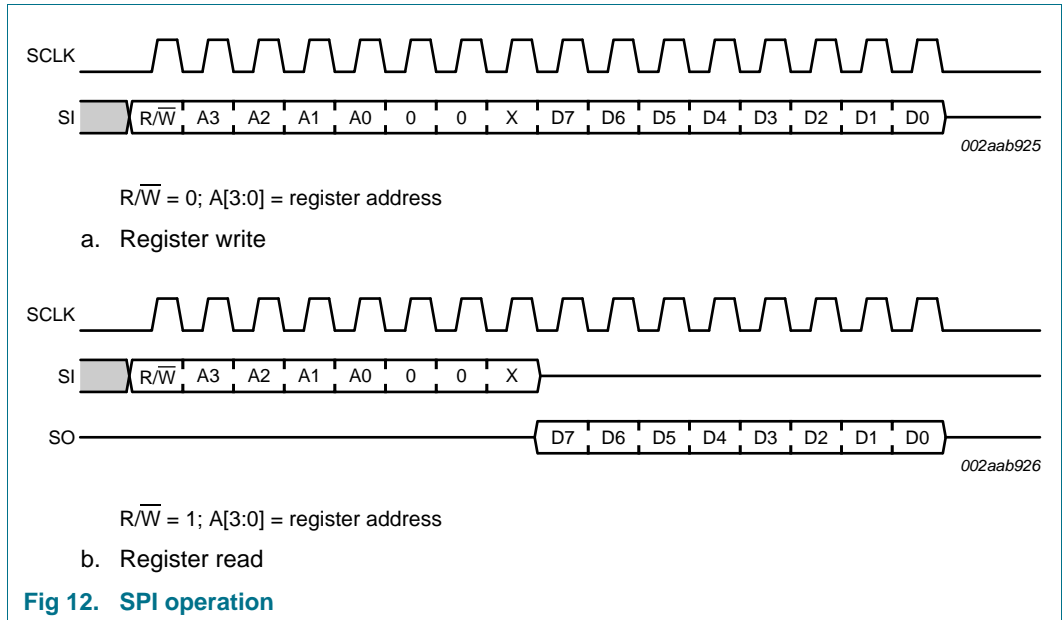 SCLK
SI R/W̅ A3 A2 A1 A0 0 0 X D7 D6 D5 D4 D3 D2 D1 D0
002aab925
R/W̅ = 0; A[3:0] = register address
a. Register write
SCLK
SI R/W̅ A3 A2 A1 A0 0 0 X
SO D7 D6 D5 D4 D3 D2 D1 D0
002aab926
R/W̅ = 1; A[3:0] = register address
b. Register read
Fig 12. SPI operation